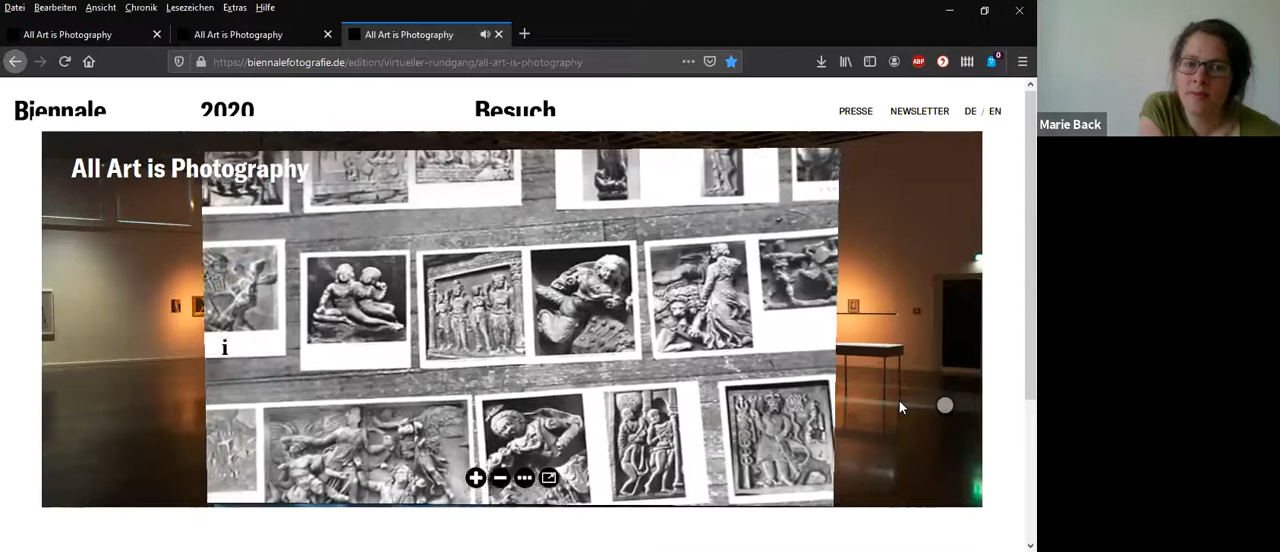 Datei Bearbeiten Ansicht Chronik Lesezeichen Extras Hilfe
All Art is Photography All Art is Photography All Art is Photography
https://biennalefotografie.de/edition/virtueller-rundgang/all-art-is-photography
ABP 0
Biennale 2020 Besuch PRESSE NEWSLETTER DE / EN
All Art is Photography
i
Marie Back